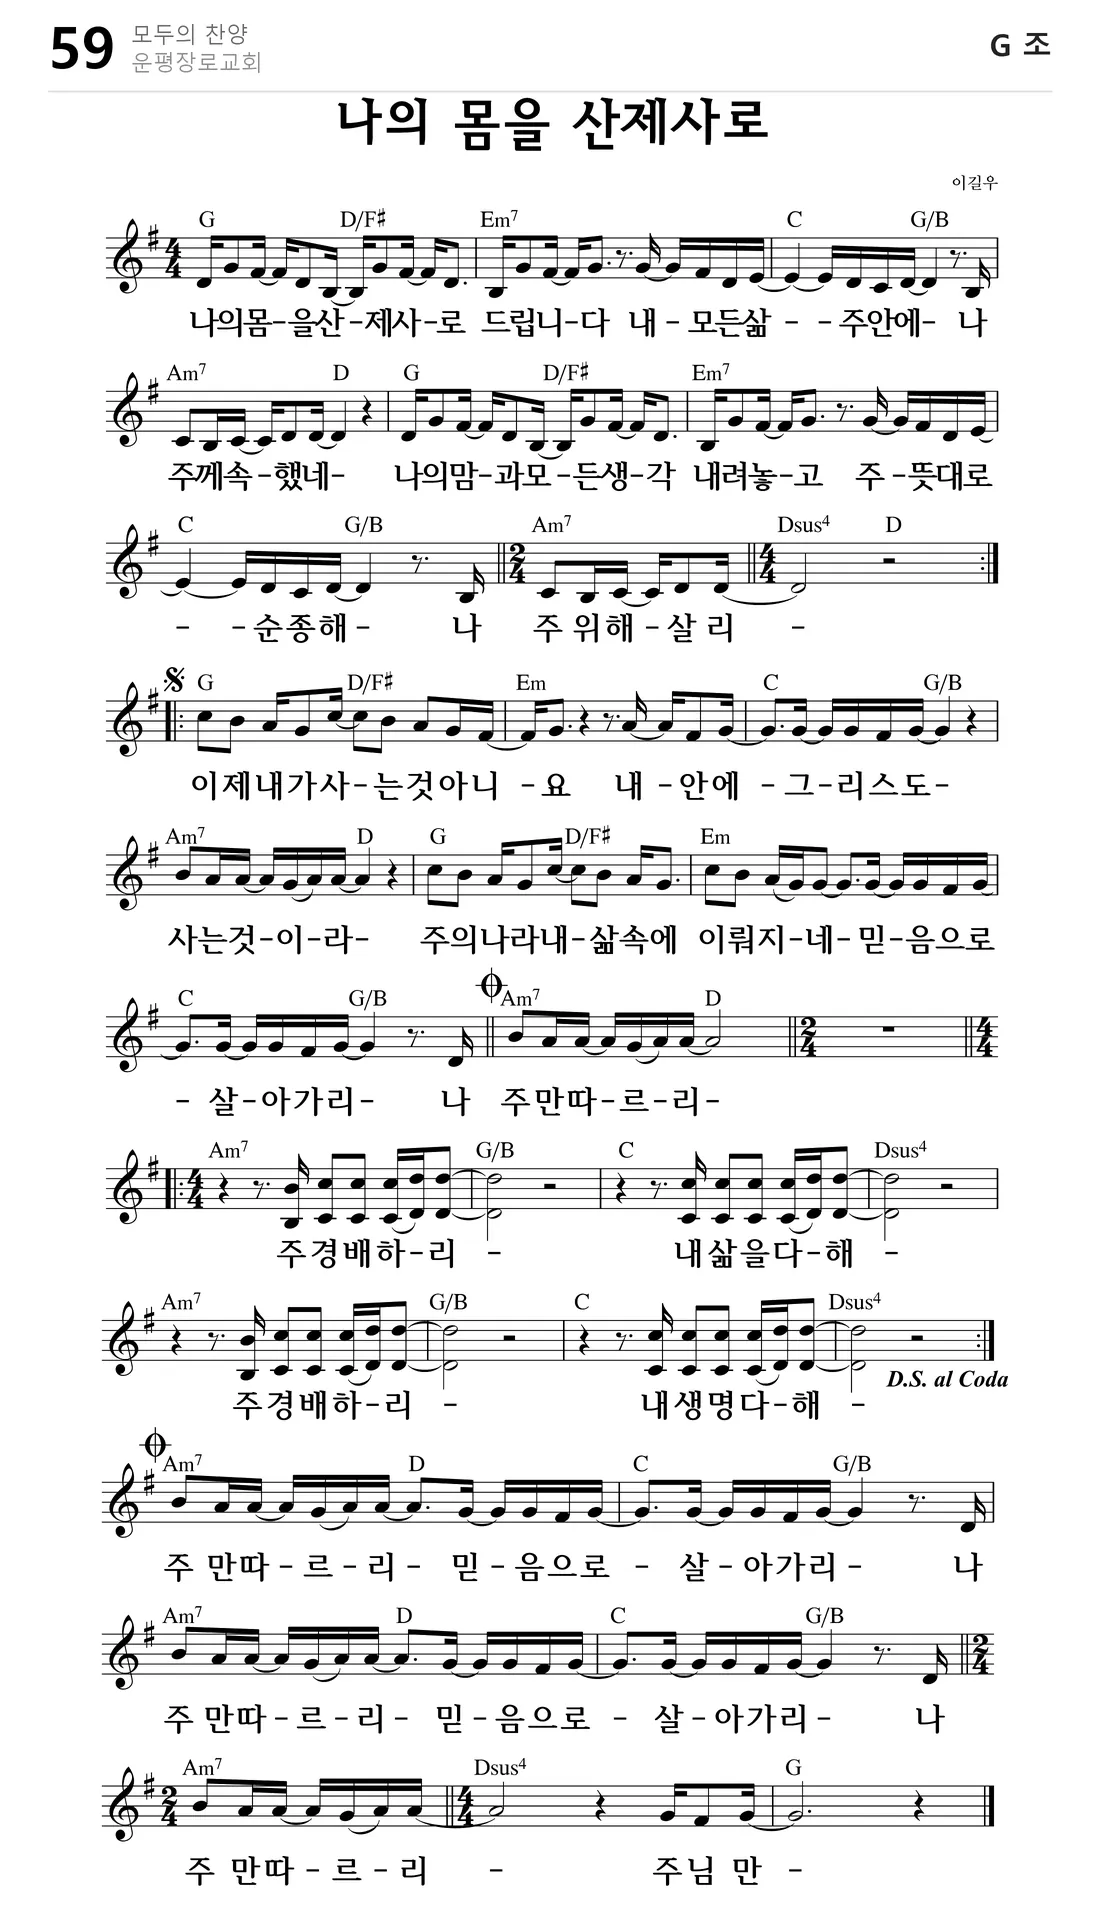 59 모두의 찬양
운평장로교회
G 조
나의 몸을 산제사로
이길우
G D/F♯ Em7 C G/B
나의몸-을산-제사-로 드립니-다 내 - 모든삶 - - 주안에- 나
Am7 D G D/F♯ Em7
주께속-했네- 나의맘-과모-든생-각 내려놓-고 주-뜻대로
C G/B Am7 Dsus4 D
- -순종해- 나 주 위해-살 리 -
G D/F♯ Em C G/B
이제내가사-는것아니 -요 내 -안에 -그-리스도-
Am7 D G D/F♯ Em
사는것-이-라- 주의나라내-삶속에 이뤄지-네-믿-음으로
C G/B Am7 D
- 살-아가리- 나 주만따-르-리-
Am7 G/B C Dsus4
주경배하-리 - 내삶을다-해 -
Am7 G/B C Dsus4
D.S. al Coda
주경배하-리 - 내생명다-해 -
Am7 D C G/B
주 만따 - 르 - 리 - 믿 - 음으로 - 살 - 아가리 - 나
Am7 D C G/B
주 만따 - 르 - 리 - 믿 - 음으로 - 살 - 아가리 - 나
Am7 Dsus4 G
주 만따 - 르 - 리 - 주님 만 -